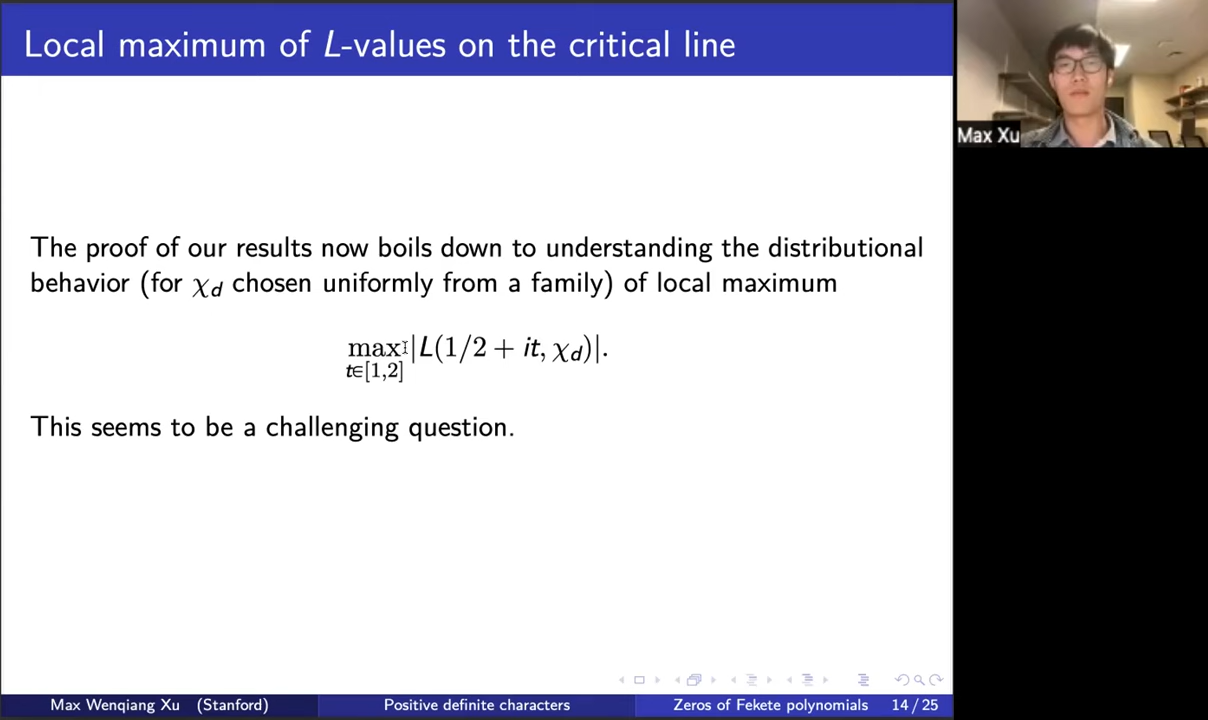 Local maximum of L-values on the critical line
Max Xu
The proof of our results now boils down to understanding the distributional
behavior (for χ_d chosen uniformly from a family) of local maximum
max_{t∈[1,2]} |L(1/2 + it, χ_d)|.
This seems to be a challenging question.
Max Wenqiang Xu (Stanford) Positive definite characters Zeros of Fekete polynomials 14 / 25